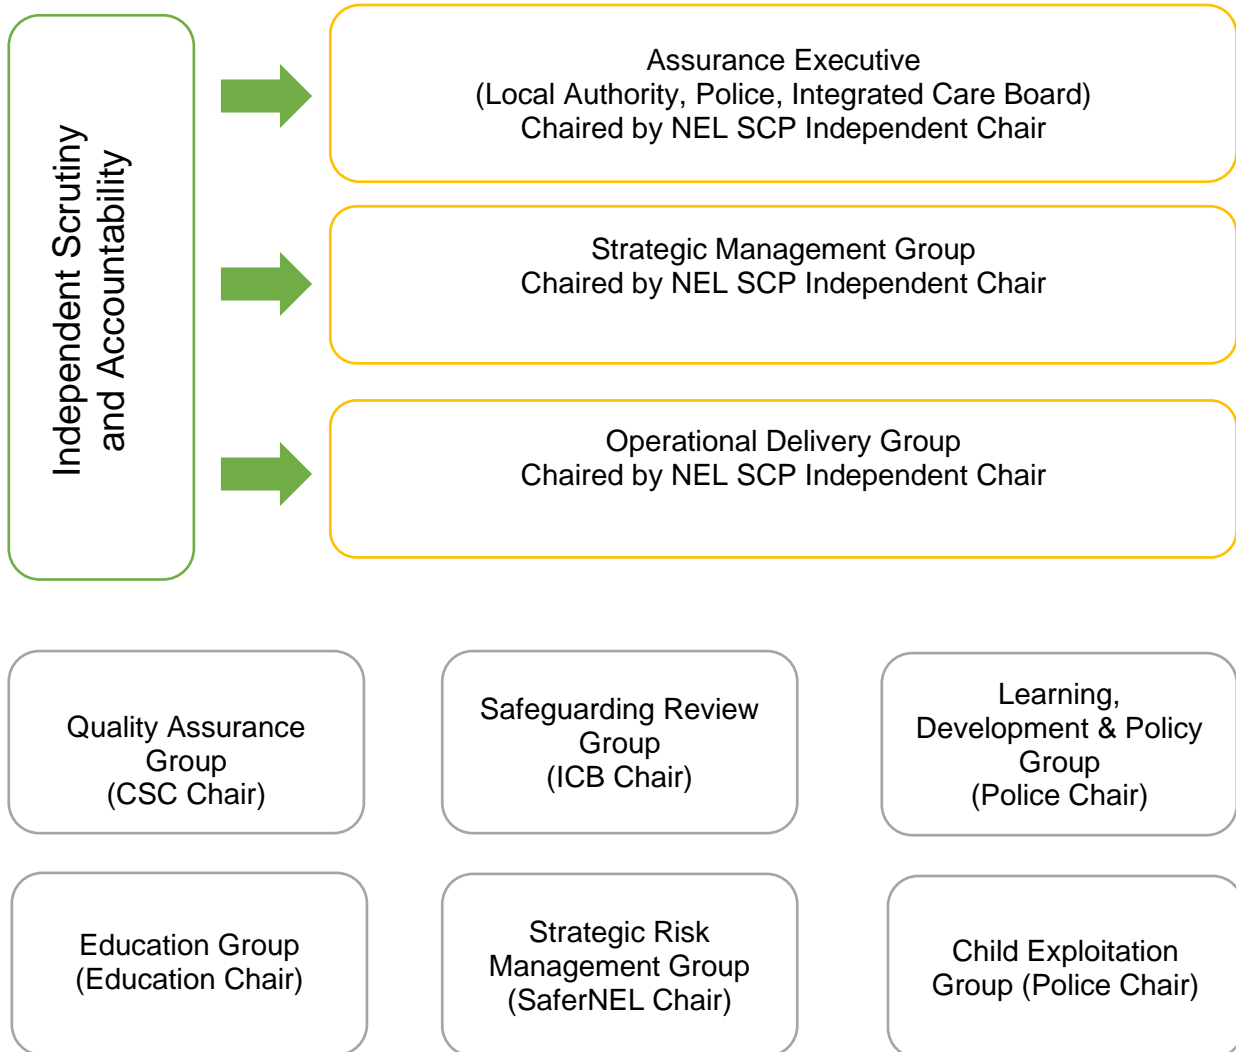 Independent Scrutiny
and Accountability
Assurance Executive
(Local Authority, Police, Integrated Care Board)
Chaired by NEL SCP Independent Chair
Strategic Management Group
Chaired by NEL SCP Independent Chair
Operational Delivery Group
Chaired by NEL SCP Independent Chair
Quality Assurance
Group
(CSC Chair)
Safeguarding Review
Group
(ICB Chair)
Learning,
Development & Policy
Group
(Police Chair)
Education Group
(Education Chair)
Strategic Risk
Management Group
(SaferNEL Chair)
Child Exploitation
Group (Police Chair)